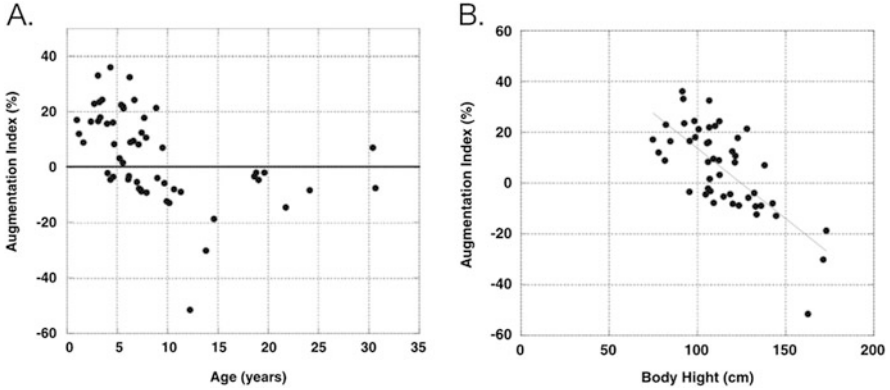 A.
Augmentation Index (%)
40
20
0
-20
-40
-60
0 5 10 15 20 25 30 35
Age (years)
B.
Augmentation Index (%)
60
40
20
0
-20
-40
-60
0 50 100 150 200
Body Hight (cm)